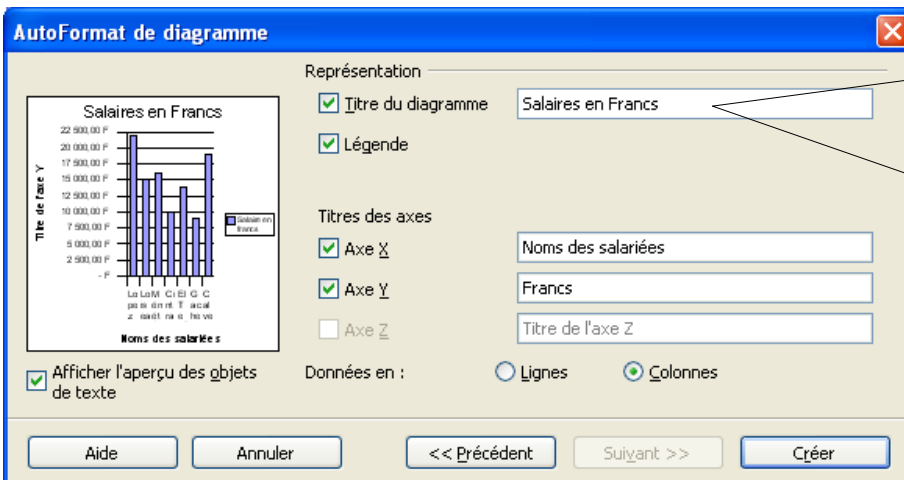 AutoFormat de diagramme
Représentation
Titre du diagramme Salaires en Francs
Légende
Titres des axes
Axe X Noms des salariées
Axe Y Francs
Axe Z Titre de l'axe Z
Données en : Lignes Colonnes
Salaires en Francs
22 500,00 F
20 000,00 F
17 500,00 F
15 000,00 F
12 500,00 F
10 000,00 F
7 500,00 F
5 000,00 F
2 500,00 F
- F
Titre de l'axe Y
Salaire en
francs
Noms des salariées
Afficher l'aperçu des objets
de texte
Aide Annuler << Précédent Suivant >> Créer